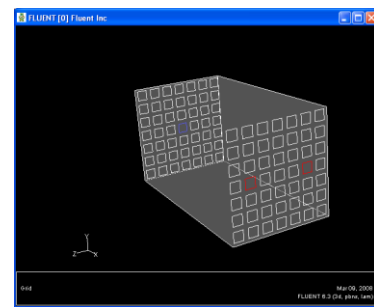 FLUENT [0] Fluent Inc
Y
Z
X
Grid
Mar 09, 2008
FLUENT 6.3 (3d, pbns, lam)